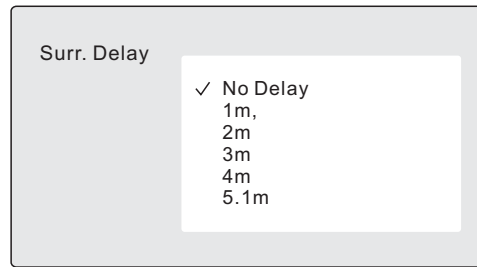 Surr. Delay
✓ No Delay
1m,
2m
3m
4m
5.1m